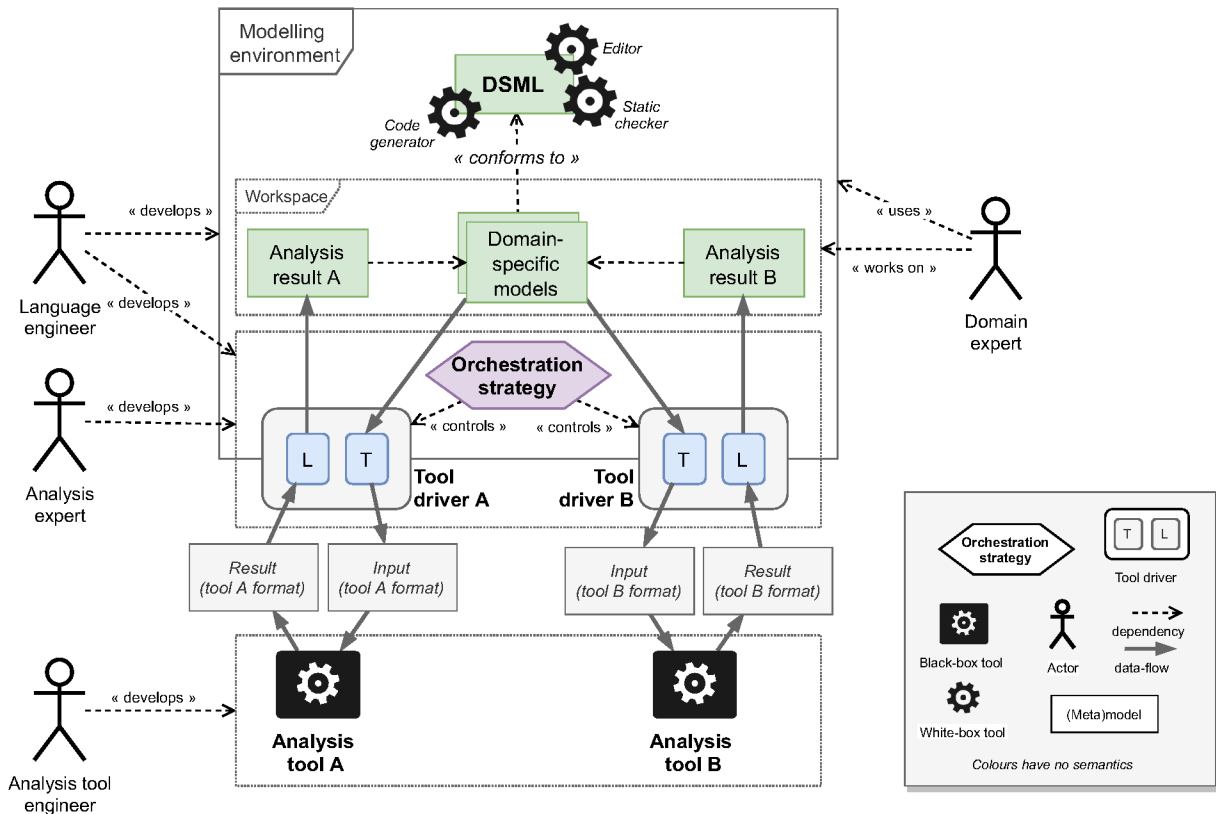 Modelling
environment
Editor
DSML
Static
checker
Code
generator
« conforms to »
Workspace
« develops »
« uses »
Analysis
result A
Domain-
specific
models
Analysis
result B
« works on »
Language
engineer
« develops »
Domain
expert
Orchestration
strategy
« develops »
« controls »
« controls »
L
T
T
L
Tool
driver A
Tool
driver B
Analysis
expert
Result
(tool A format)
Input
(tool A format)
Input
(tool B format)
Result
(tool B format)
« develops »
Analysis
tool A
Analysis
tool B
Analysis tool
engineer
Orchestration
strategy
T
L
Tool driver
Black-box tool
Actor
dependency
data-flow
White-box tool
(Meta)model
Colours have no semantics